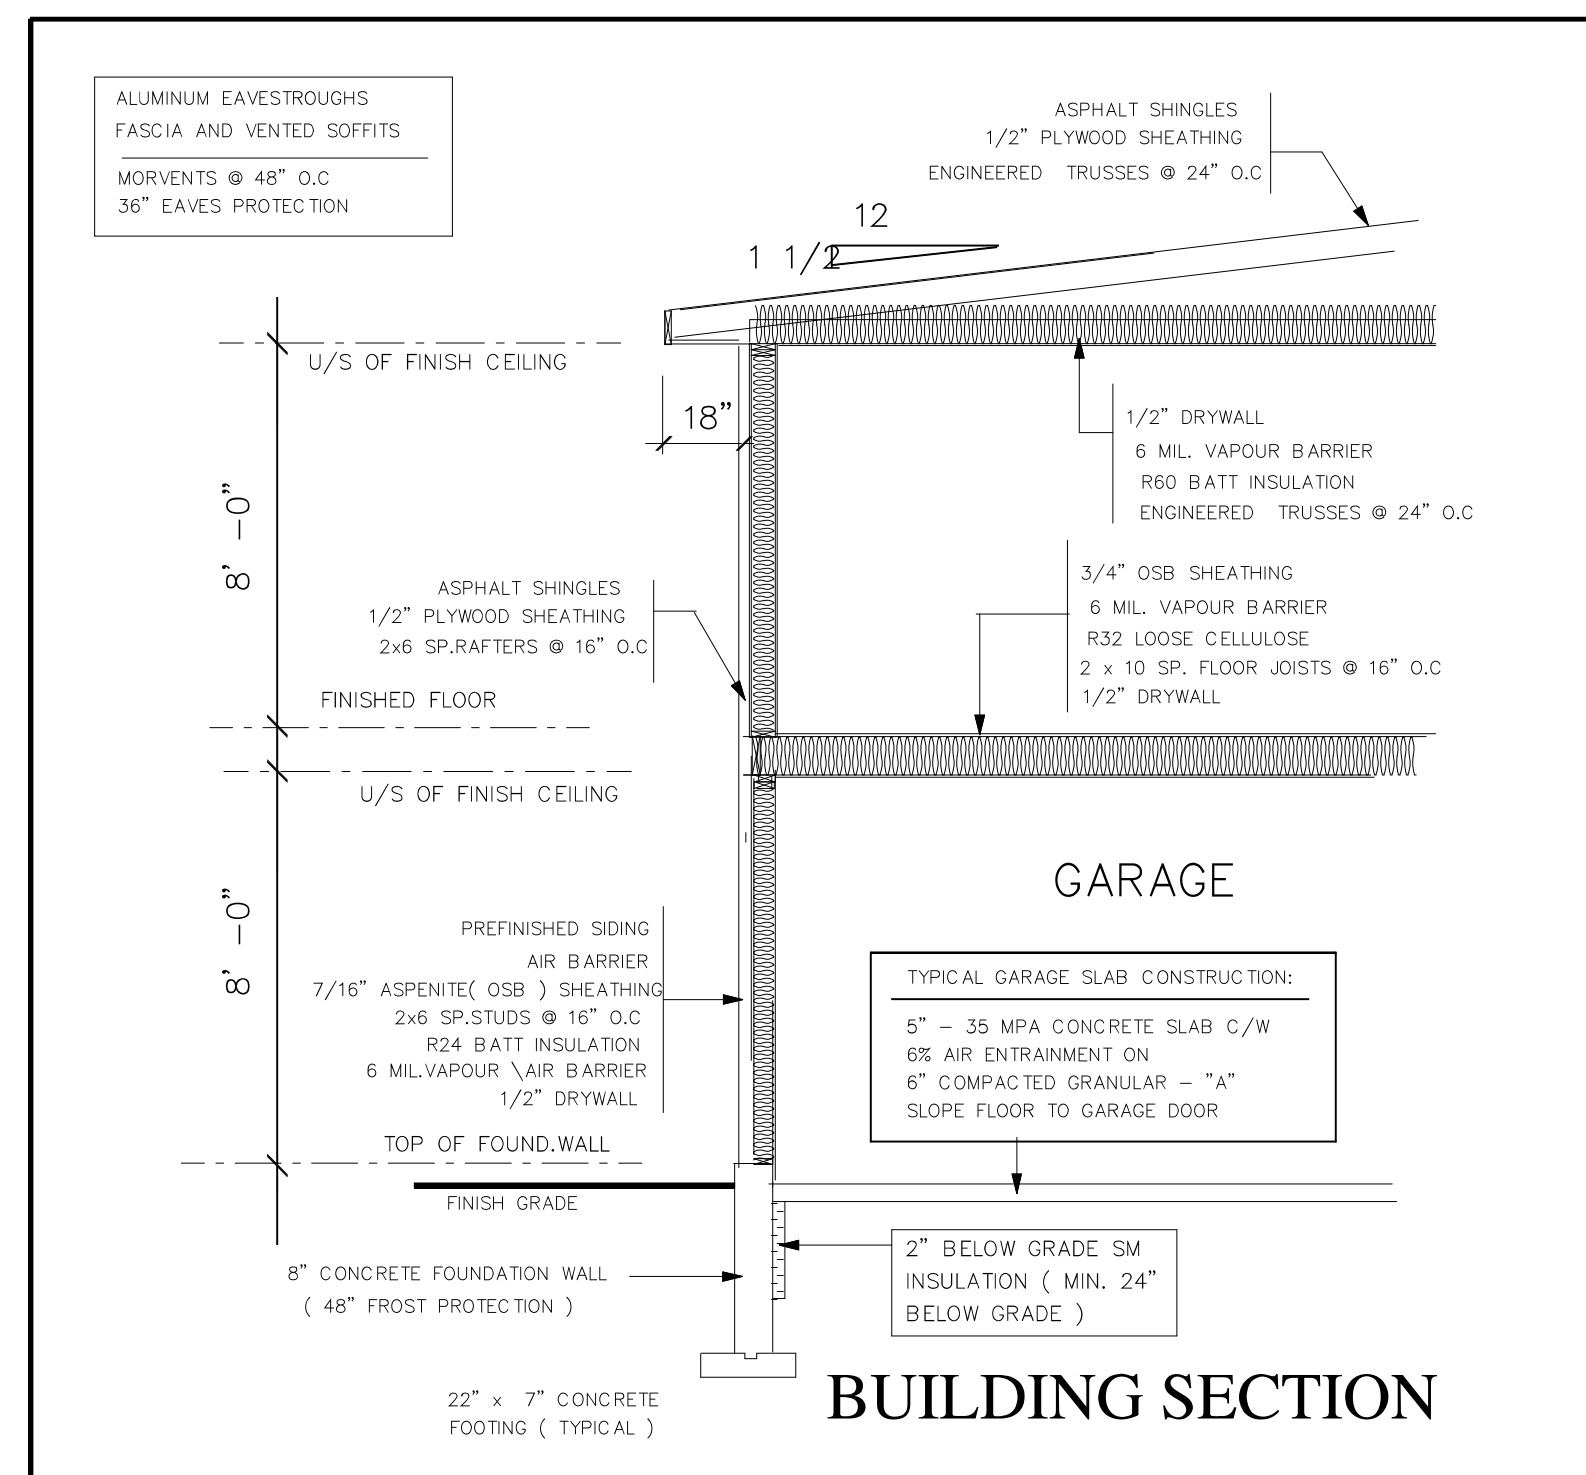 ALUMINUM EAVESTROUGHS
FASCIA AND VENTED SOFFITS
MORVENTS @ 48" O.C
36" EAVES PROTECTION
ASPHALT SHINGLES
1/2" PLYWOOD SHEATHING
ENGINEERED TRUSSES @ 24" O.C
12
1 1/2
U/S OF FINISH CEILING
18"
8' -0"
1/2" DRYWALL
6 MIL. VAPOUR BARRIER
R60 BATT INSULATION
ENGINEERED TRUSSES @ 24" O.C
ASPHALT SHINGLES
1/2" PLYWOOD SHEATHING
2x6 SP.RAFTERS @ 16" O.C
3/4" OSB SHEATHING
6 MIL. VAPOUR BARRIER
R32 LOOSE CELLULOSE
2 x 10 SP. FLOOR JOISTS @ 16" O.C
1/2" DRYWALL
FINISHED FLOOR
U/S OF FINISH CEILING
8' -0"
GARAGE
PREFINISHED SIDING
AIR BARRIER
7/16" ASPENITE( OSB ) SHEATHING
2x6 SP.STUDS @ 16" O.C
R24 BATT INSULATION
6 MIL.VAPOUR \AIR BARRIER
1/2" DRYWALL
TYPICAL GARAGE SLAB CONSTRUCTION:
5" - 35 MPA CONCRETE SLAB C/W
6% AIR ENTRAINMENT ON
6" COMPACTED GRANULAR - "A"
SLOPE FLOOR TO GARAGE DOOR
TOP OF FOUND.WALL
FINISH GRADE
8" CONCRETE FOUNDATION WALL
( 48" FROST PROTECTION )
2" BELOW GRADE SM
INSULATION ( MIN. 24"
BELOW GRADE )
22" x 7" CONCRETE
FOOTING ( TYPICAL )
BUILDING SECTION